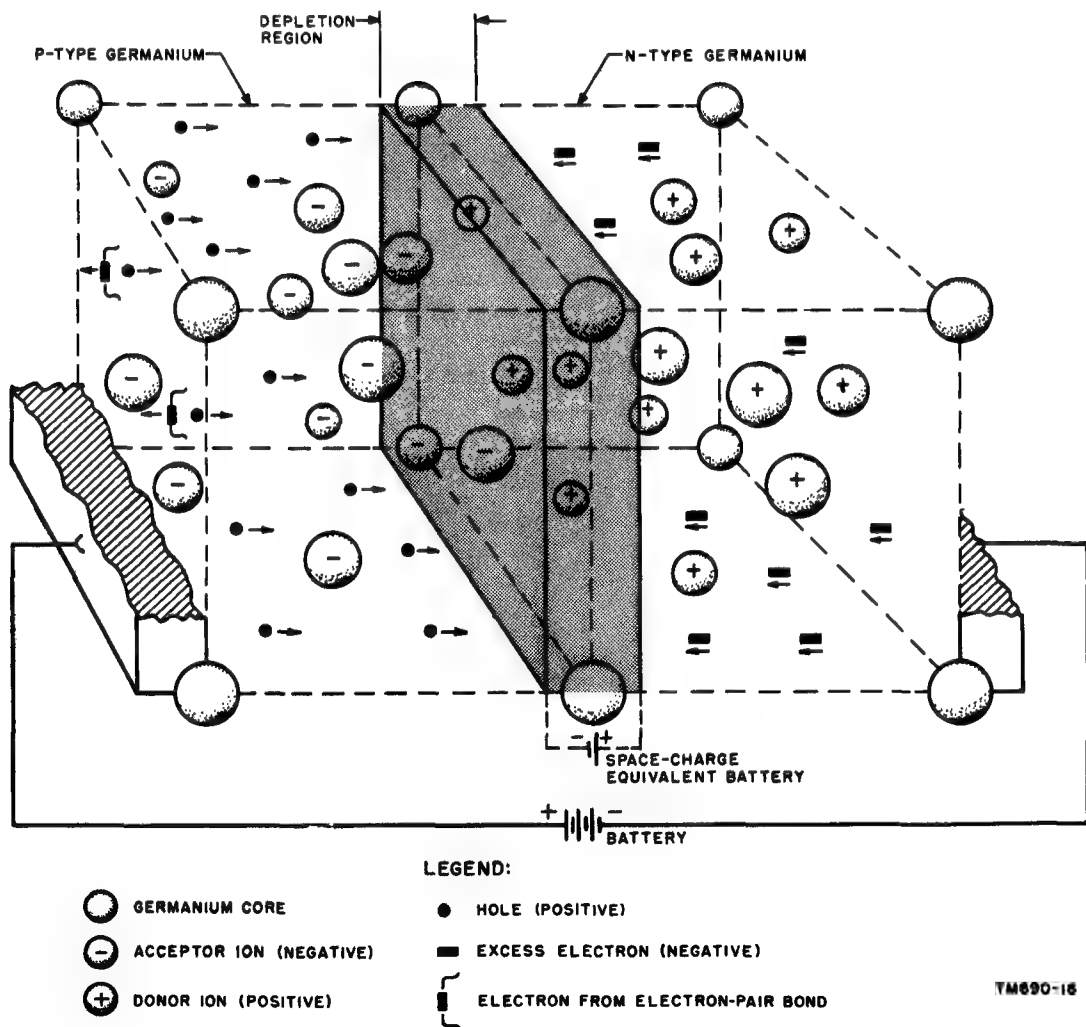 DEPLETION
REGION
P-TYPE GERMANIUM
N-TYPE GERMANIUM
- +
SPACE-CHARGE
EQUIVALENT BATTERY
+ -
BATTERY
LEGEND:
GERMANIUM CORE
HOLE (POSITIVE)
- ACCEPTOR ION (NEGATIVE)
EXCESS ELECTRON (NEGATIVE)
+ DONOR ION (POSITIVE)
ELECTRON FROM ELECTRON-PAIR BOND
TM690-16